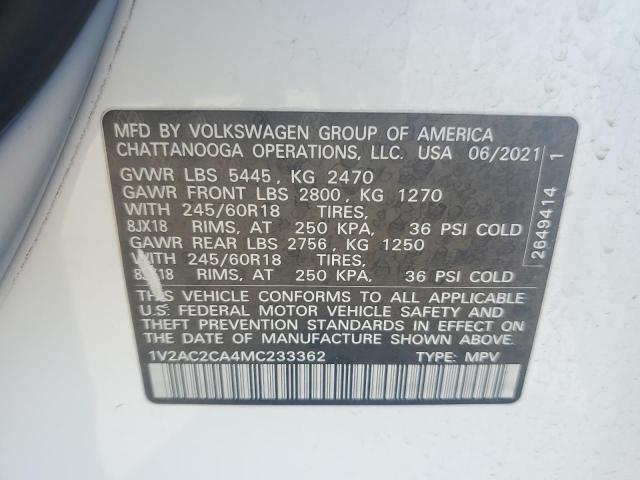 MFD BY VOLKSWAGEN GROUP OF AMERICA
CHATTANOOGA OPERATIONS, LLC. USA 06/2021
GVWR LBS 5445, KG 2470
GAWR FRONT LBS 2800, KG 1270
WITH 245/60R18 TIRES,
8JX18 RIMS, AT 250 KPA, 36 PSI COLD
GAWR REAR LBS 2756, KG 1250
WITH 245/60R18 TIRES,
8JX18 RIMS, AT 250 KPA, 36 PSI COLD
THIS VEHICLE CONFORMS TO ALL APPLICABLE
U.S. FEDERAL MOTOR VEHICLE SAFETY AND
THEFT PREVENTION STANDARDS IN EFFECT ON
THE DATE OF MANUFACTURE SHOWN ABOVE.
1V2AC2CA4MC233362 TYPE: MPV
2649414 1